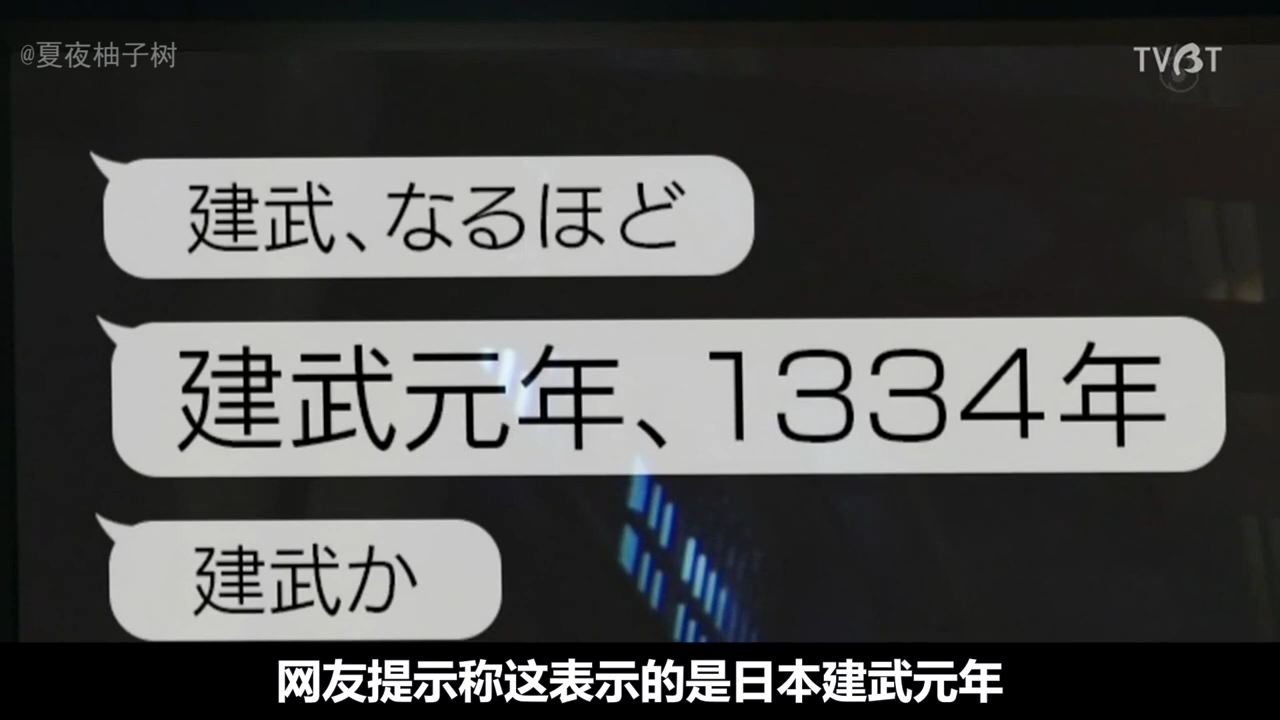 @夏夜柚子树
TVBT
建武、なるほど
建武元年、1334年
建武か
网友提示称这表示的是日本建武元年